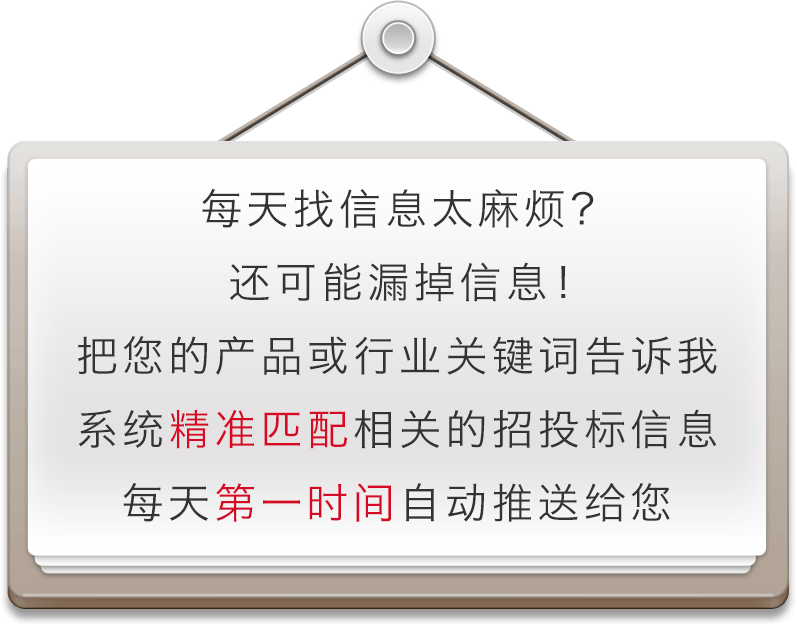 每天找信息太麻烦?
还可能漏掉信息!
把您的产品或行业关键词告诉我
系统精准匹配相关的招投标信息
每天第一时间自动推送给您